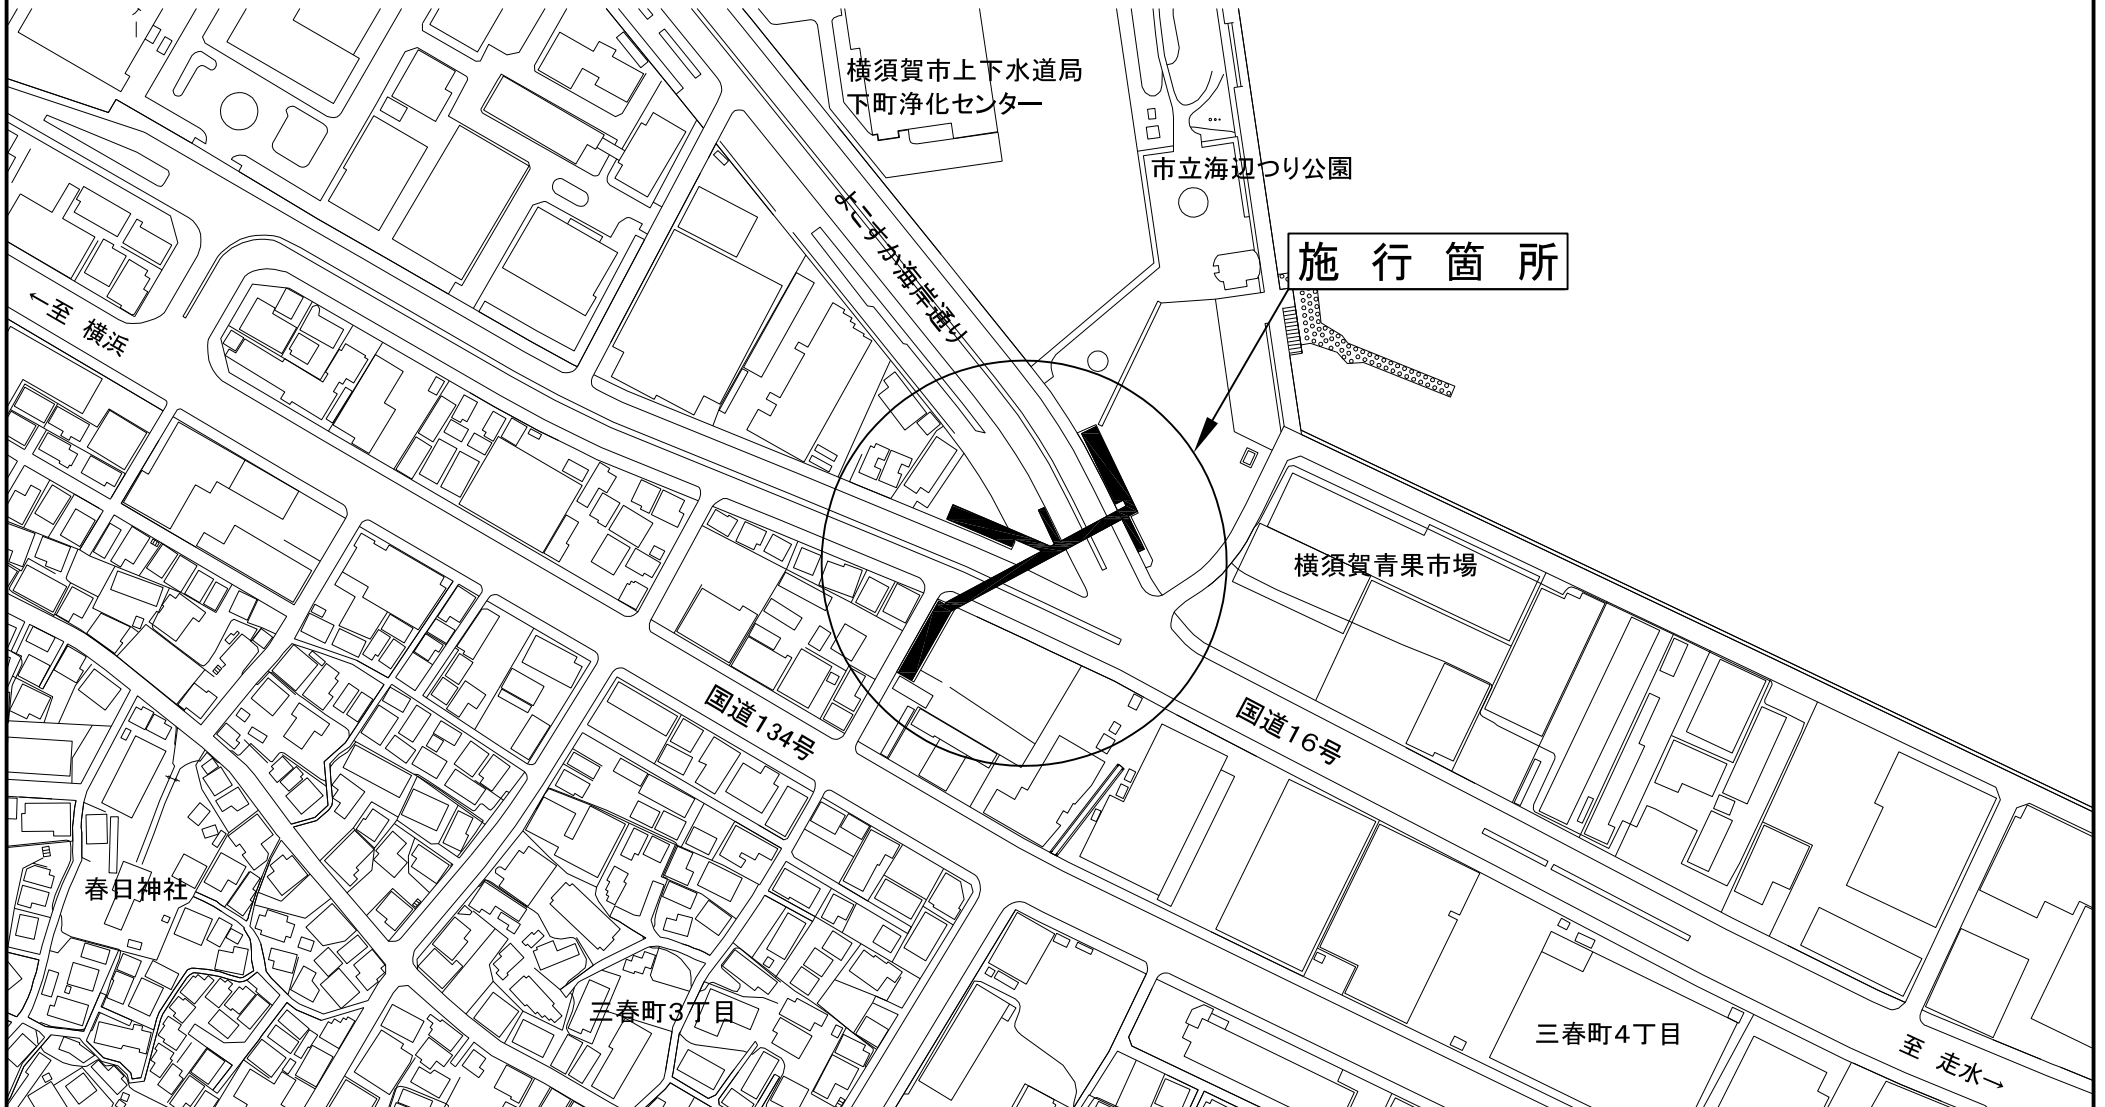 横須賀市上下水道局
下町浄化センター
市立海辺つり公園
よこすか海岸通り
施行箇所
←至 横浜
横須賀青果市場
国道134号
国道16号
春日神社
三春町3丁目
三春町4丁目
至 走水→